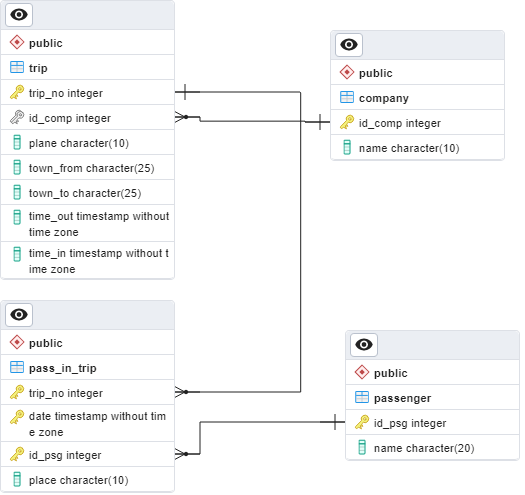 public
trip
trip_no integer
id_comp integer
plane character(10)
town_from character(25)
town_to character(25)
time_out timestamp without
time zone
time_in timestamp without t
ime zone
public
company
id_comp integer
name character(10)
public
pass_in_trip
trip_no integer
date timestamp without tim
e zone
id_psg integer
place character(10)
public
passenger
id_psg integer
name character(20)